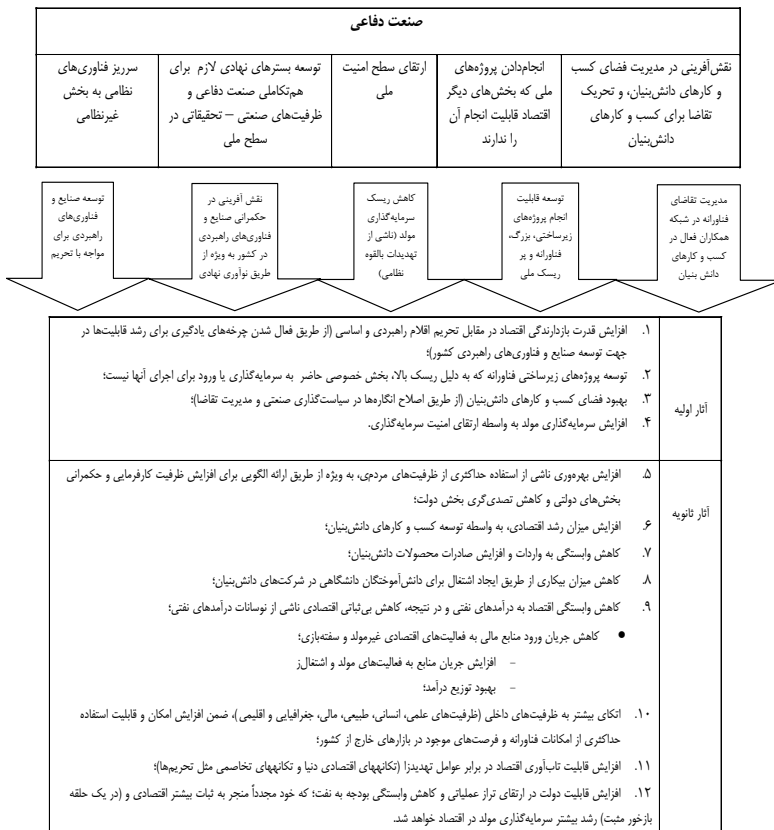 صنعت دفاعی
نقش‌آفرینی در مدیریت فضای کسب
و کارهای دانش‌بنیان، و تحریک
تقاضا برای کسب و کارهای
دانش‌بنیان
انجام‌دادن پروژه‌های
ملی که بخش‌های دیگر
اقتصاد قابلیت انجام آن
را ندارند
ارتقای سطح امنیت
ملی
توسعه بسترهای نهادی لازم برای
هم‌تکاملی صنعت دفاعی و
ظرفیت‌های صنعتی – تحقیقاتی در
سطح ملی
سرریز فناوری‌های
نظامی به بخش
غیرنظامی
مدیریت تقاضای
فناورانه در شبکه
همکاران فعال در
کسب و کارهای
دانش بنیان
توسعه قابلیت
انجام پروژه‌های
زیرساختی، بزرگ،
فناورانه و پر
ریسک ملی
کاهش ریسک
سرمایه‌گذاری
مولد (ناشی از
تهدیدات بالقوه
نظامی)
نقش آفرینی در
حکمرانی صنایع و
فناوری‌های راهبردی
در کشور به ویژه از
طریق نوآوری نهادی
توسعه صنایع و
فناوری‌های
راهبردی برای
مواجه با تحریم
آثار اولیه
۱. افزایش قدرت بازدارندگی اقتصاد در مقابل تحریم اقلام راهبردی و اساسی (از طریق فعال شدن چرخه‌های یادگیری برای رشد قابلیت‌ها در
جهت توسعه صنایع و فناوری‌های راهبردی کشور)؛
۲. توسعه پروژه‌های زیرساختی فناورانه که به دلیل ریسک بالا، بخش خصوصی حاضر به سرمایه‌گذاری یا ورود برای اجرای آنها نیست؛
۳. بهبود فضای کسب و کارهای دانش‌بنیان (از طریق اصلاح انگاره‌ها در سیاست‌گذاری صنعتی و مدیریت تقاضا)؛
۴. افزایش سرمایه‌گذاری مولد به واسطه ارتقای امنیت سرمایه‌گذاری.
آثار ثانویه
۵. افزایش بهره‌وری ناشی از استفاده حداکثری از ظرفیت‌های مردمی، به ویژه از طریق ارائه الگویی برای افزایش ظرفیت کارفرمایی و حکمرانی
بخش‌های دولتی و کاهش تصدی‌گری بخش دولت؛
۶. افزایش میزان رشد اقتصادی، به واسطه توسعه کسب و کارهای دانش‌بنیان؛
۷. کاهش وابستگی به واردات و افزایش صادرات محصولات دانش‌بنیان؛
۸. کاهش میزان بیکاری از طریق ایجاد اشتغال برای دانش‌آموختگان دانشگاهی در شرکت‌های دانش‌بنیان؛
۹. کاهش وابستگی اقتصاد به درآمدهای نفتی و در نتیجه، کاهش بی‌ثباتی اقتصادی ناشی از نوسانات درآمدهای نفتی؛
● کاهش جریان ورود منابع مالی به فعالیت‌های اقتصادی غیرمولد و سفته‌بازی؛
- افزایش جریان منابع به فعالیت‌های مولد و اشتغال‌ز
- بهبود توزیع درآمد؛
۱۰. اتکای بیشتر به ظرفیت‌های داخلی (ظرفیت‌های علمی، انسانی، طبیعی، مالی، جغرافیایی و اقلیمی)، ضمن افزایش امکان و قابلیت استفاده
حداکثری از امکانات فناورانه و فرصت‌های موجود در بازارهای خارج از کشور؛
۱۱. افزایش قابلیت تاب‌آوری اقتصاد در برابر عوامل تهدیدزا (تکانههای اقتصادی دنیا و تکانههای تخاصمی مثل تحریم‌ها)؛
۱۲. افزایش قابلیت دولت در ارتقای تراز عملیاتی و کاهش وابستگی بودجه به نفت؛ که خود مجدداً منجر به ثبات بیشتر اقتصادی و (در یک حلقه
بازخور مثبت) رشد بیشتر سرمایه‌گذاری مولد در اقتصاد خواهد شد.